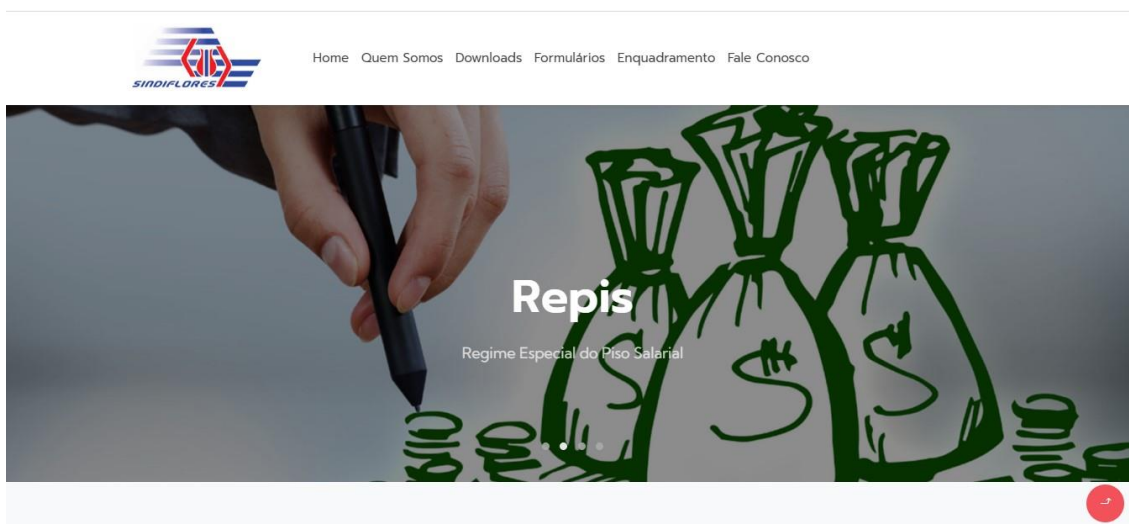 SINDIFLORES
Home Quem Somos Downloads Formulários Enquadramento Fale Conosco
Repis
Regime Especial do Piso Salarial
$ $ $